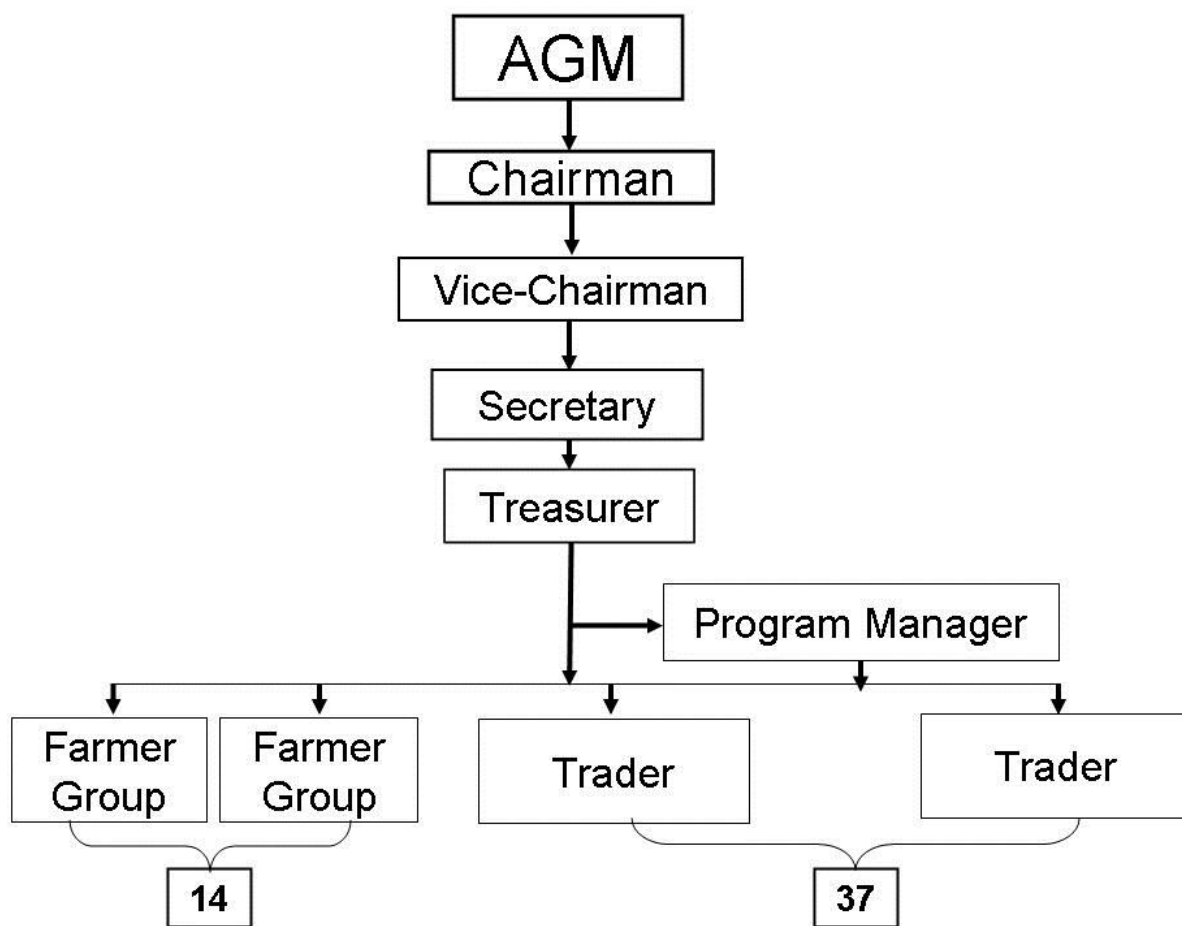 AGM
Chairman
Vice-Chairman
Secretary
Treasurer
Program Manager
Farmer
Group
Farmer
Group
Trader
Trader
14
37